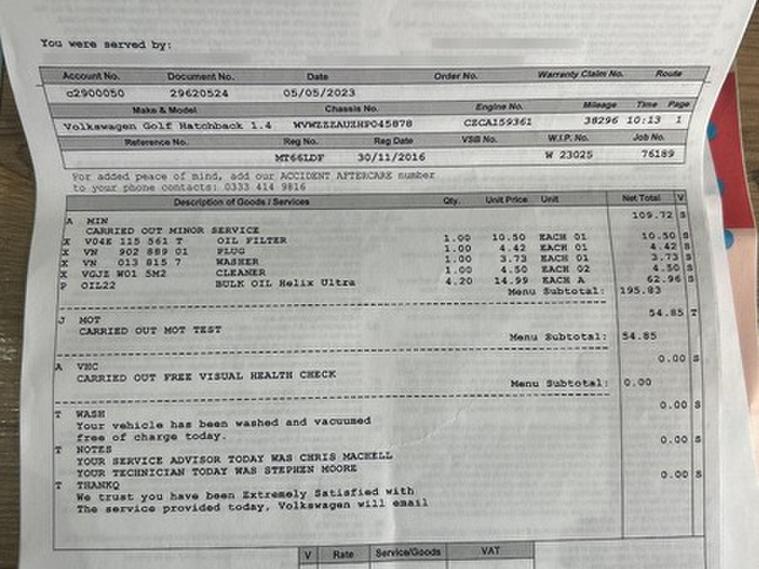 You were served by:
Account No. Document No. Date Order No. Warranty Claim No. Route
c2900050 29620524 05/05/2023
Make & Model Chassis No. Engine No. Mileage Time Page
Volkswagen Golf Hatchback 1.4 WVWZZZAUZHP045878 CZCA159361 38296 10:13 1
Reference No. Reg No. Reg Date VSB No. W.I.P. No. Job No.
MT66LDF 30/11/2016 W 23025 76189
For added peace of mind, add our ACCIDENT AFTERCARE number
to your phone contacts: 0333 414 9816
Description of Goods / Services Qty. Unit Price Unit Net Total V
A MIN 109.72 S
CARRIED OUT MINOR SERVICE
X V04E 115 561 T OIL FILTER 1.00 10.50 EACH 01 10.50 S
X VN 902 889 01 PLUG 1.00 4.42 EACH 01 4.42 S
X VN 013 815 7 WASHER 1.00 3.73 EACH 01 3.73 S
X VGJZ W01 5M2 CLEANER 1.00 4.50 EACH 02 4.50 S
P OIL22 BULK OIL Helix Ultra 4.20 14.99 EACH A 62.96 S
Menu Subtotal: 195.83
J MOT 54.85 T
CARRIED OUT MOT TEST
Menu Subtotal: 54.85
A VHC 0.00 S
CARRIED OUT FREE VISUAL HEALTH CHECK
Menu Subtotal: 0.00
T WASH 0.00 S
Your vehicle has been washed and vacuumed
free of charge today.
T NOTES 0.00 S
YOUR SERVICE ADVISOR TODAY WAS CHRIS MACHELL
YOUR TECHNICIAN TODAY WAS STEPHEN MOORE
T THANKQ 0.00 S
We trust you have been Extremely Satisfied with
The service provided today, Volkswagen will email
V Rate Service/Goods VAT